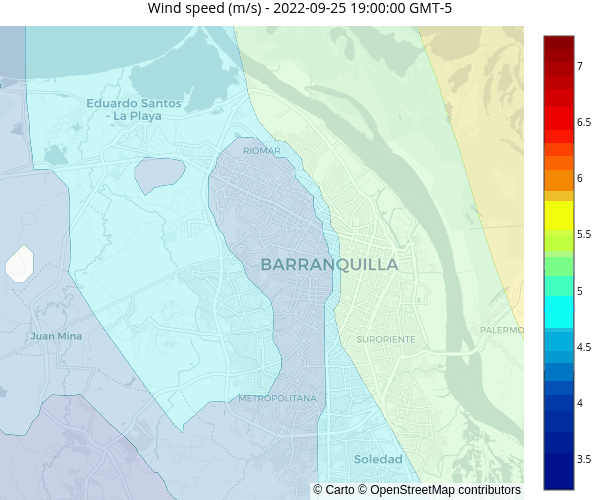 Wind speed (m/s) - 2022-09-25 19:00:00 GMT-5
Eduardo Santos
- La Playa
RIOMAR
BARRANQUILLA
Juan Mina
SURORIENTE
PALERMO
METROPOLITANA
Soledad
© Carto © OpenStreetMap contributors
7
6.5
6
5.5
5
4.5
4
3.5